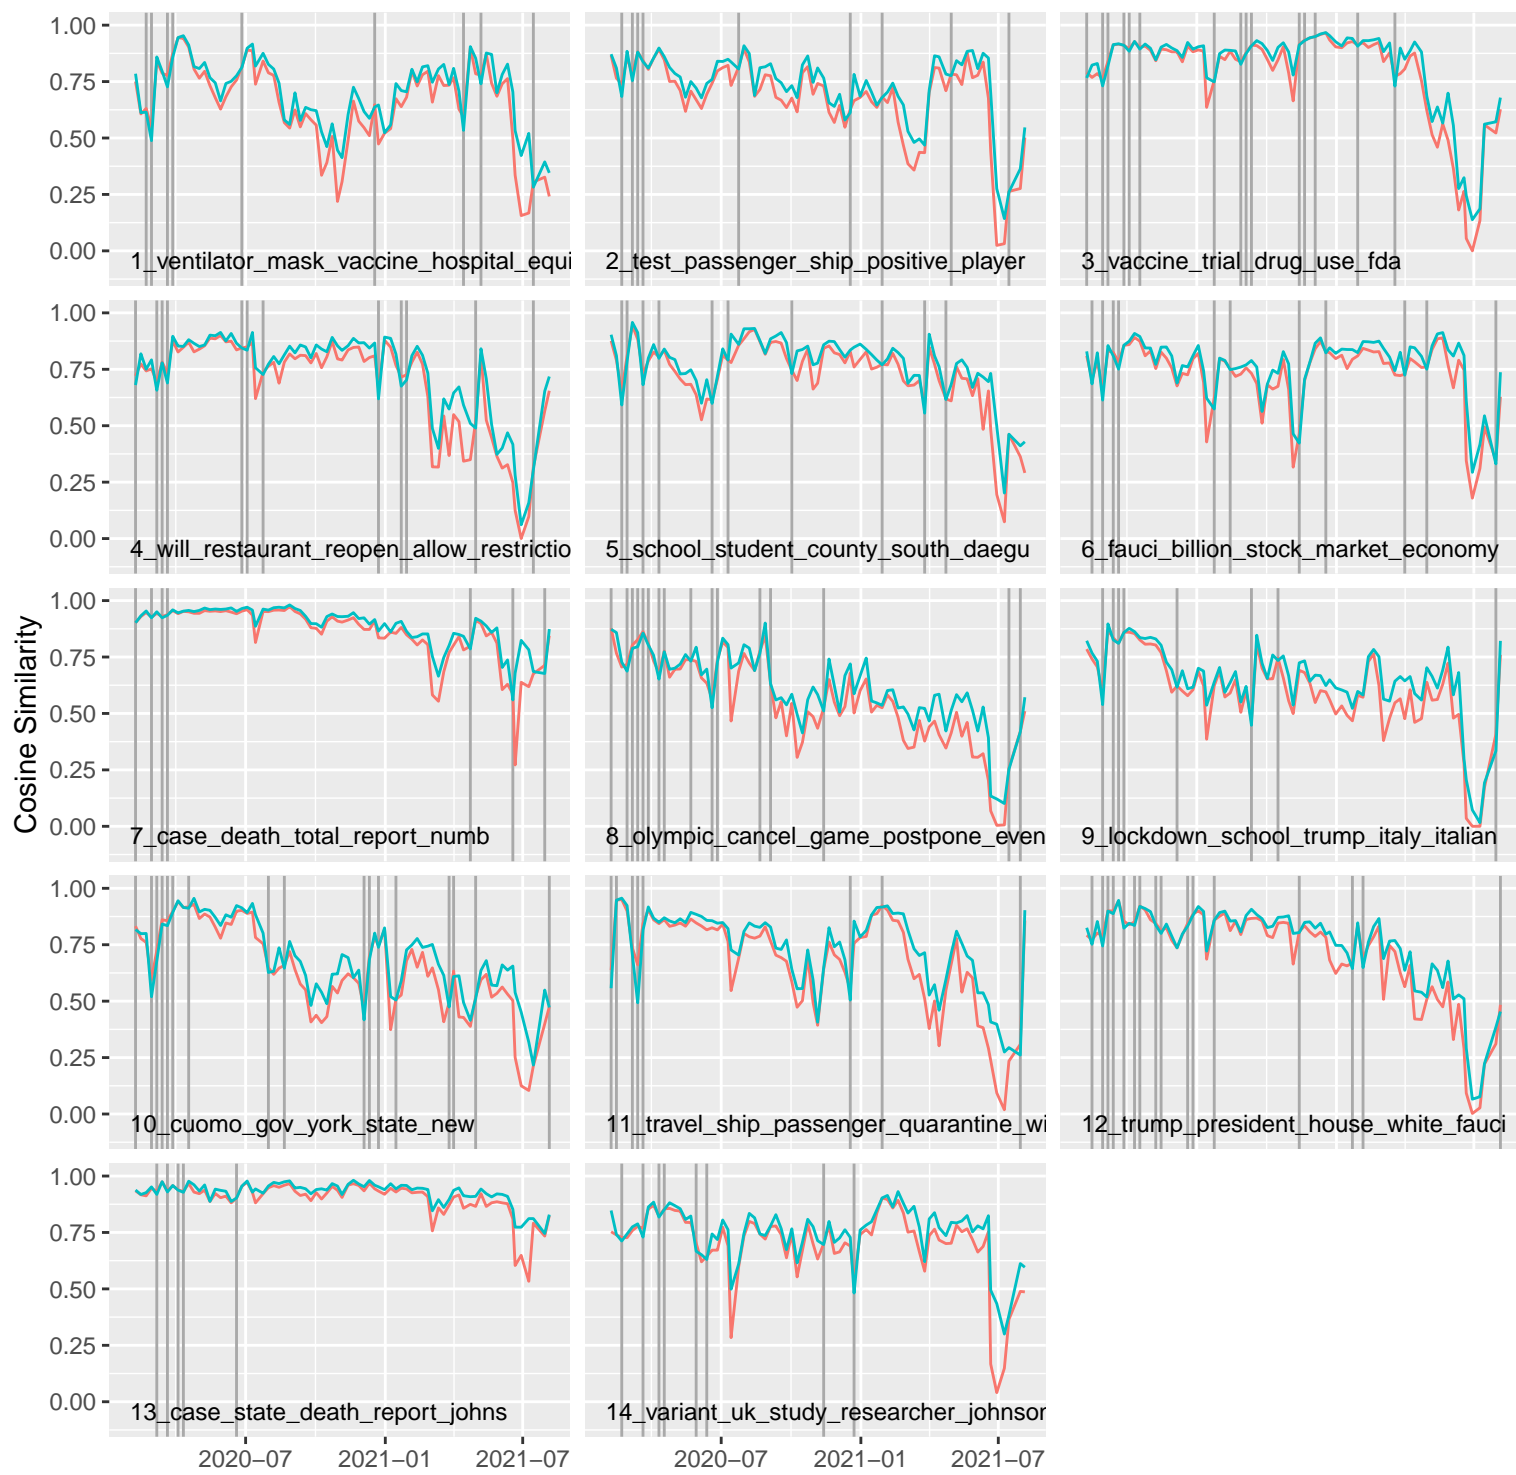 1.00
0.75
0.50
0.25
0.00
1_ventilator_mask_vaccine_hospital_equi
2_test_passenger_ship_positive_player
3_vaccine_trial_drug_use_fda
1.00
0.75
0.50
0.25
0.00
4_will_restaurant_reopen_allow_restrictio
5_school_student_county_south_daegu
6_fauci_billion_stock_market_economy
Cosine Similarity
1.00
0.75
0.50
0.25
0.00
7_case_death_total_report_numb
8_olympic_cancel_game_postpone_even
9_lockdown_school_trump_italy_italian
1.00
0.75
0.50
0.25
0.00
10_cuomo_gov_york_state_new
11_travel_ship_passenger_quarantine_wi
12_trump_president_house_white_fauci
1.00
0.75
0.50
0.25
0.00
13_case_state_death_report_johns
14_variant_uk_study_researcher_johnson
2020−07 2021−01 2021−07
2020−07 2021−01 2021−07